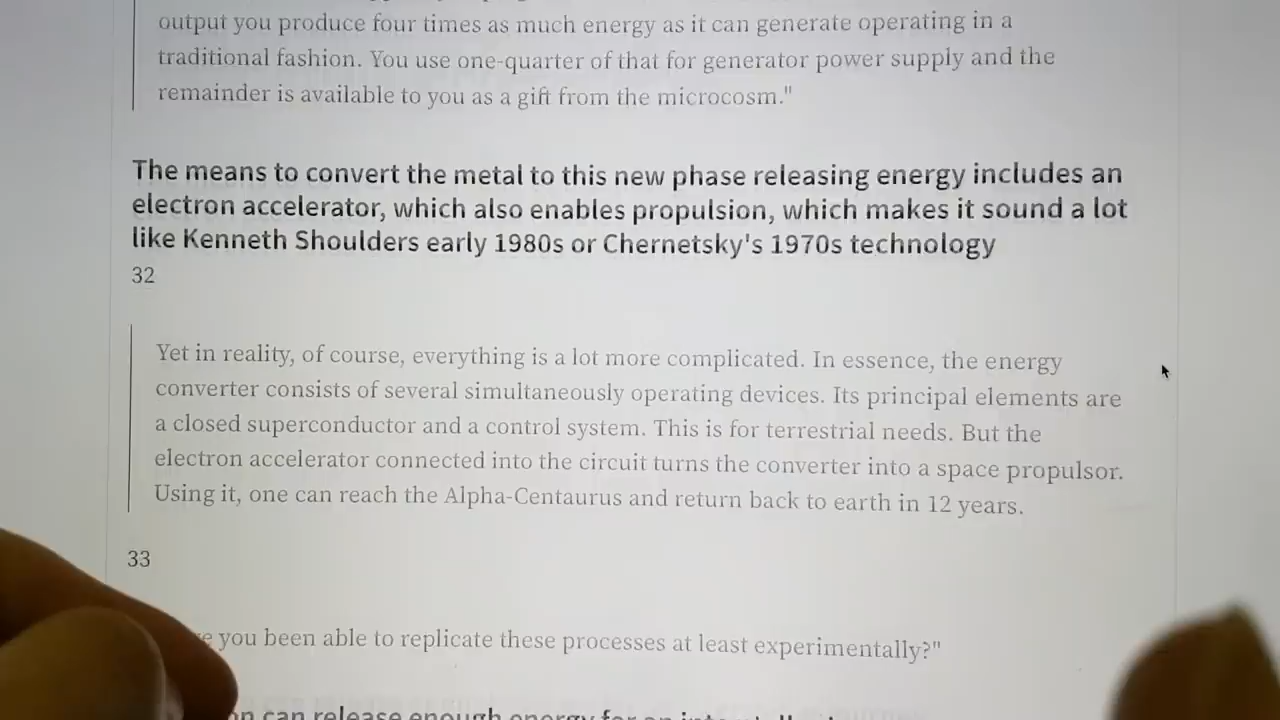 output you produce four times as much energy as it can generate operating in a
traditional fashion. You use one-quarter of that for generator power supply and the
remainder is available to you as a gift from the microcosm."
The means to convert the metal to this new phase releasing energy includes an
electron accelerator, which also enables propulsion, which makes it sound a lot
like Kenneth Shoulders early 1980s or Chernetsky's 1970s technology
32
Yet in reality, of course, everything is a lot more complicated. In essence, the energy
converter consists of several simultaneously operating devices. Its principal elements are
a closed superconductor and a control system. This is for terrestrial needs. But the
electron accelerator connected into the circuit turns the converter into a space propulsor.
Using it, one can reach the Alpha-Centaurus and return back to earth in 12 years.
33
you been able to replicate these processes at least experimentally?"
can release enough energy for an